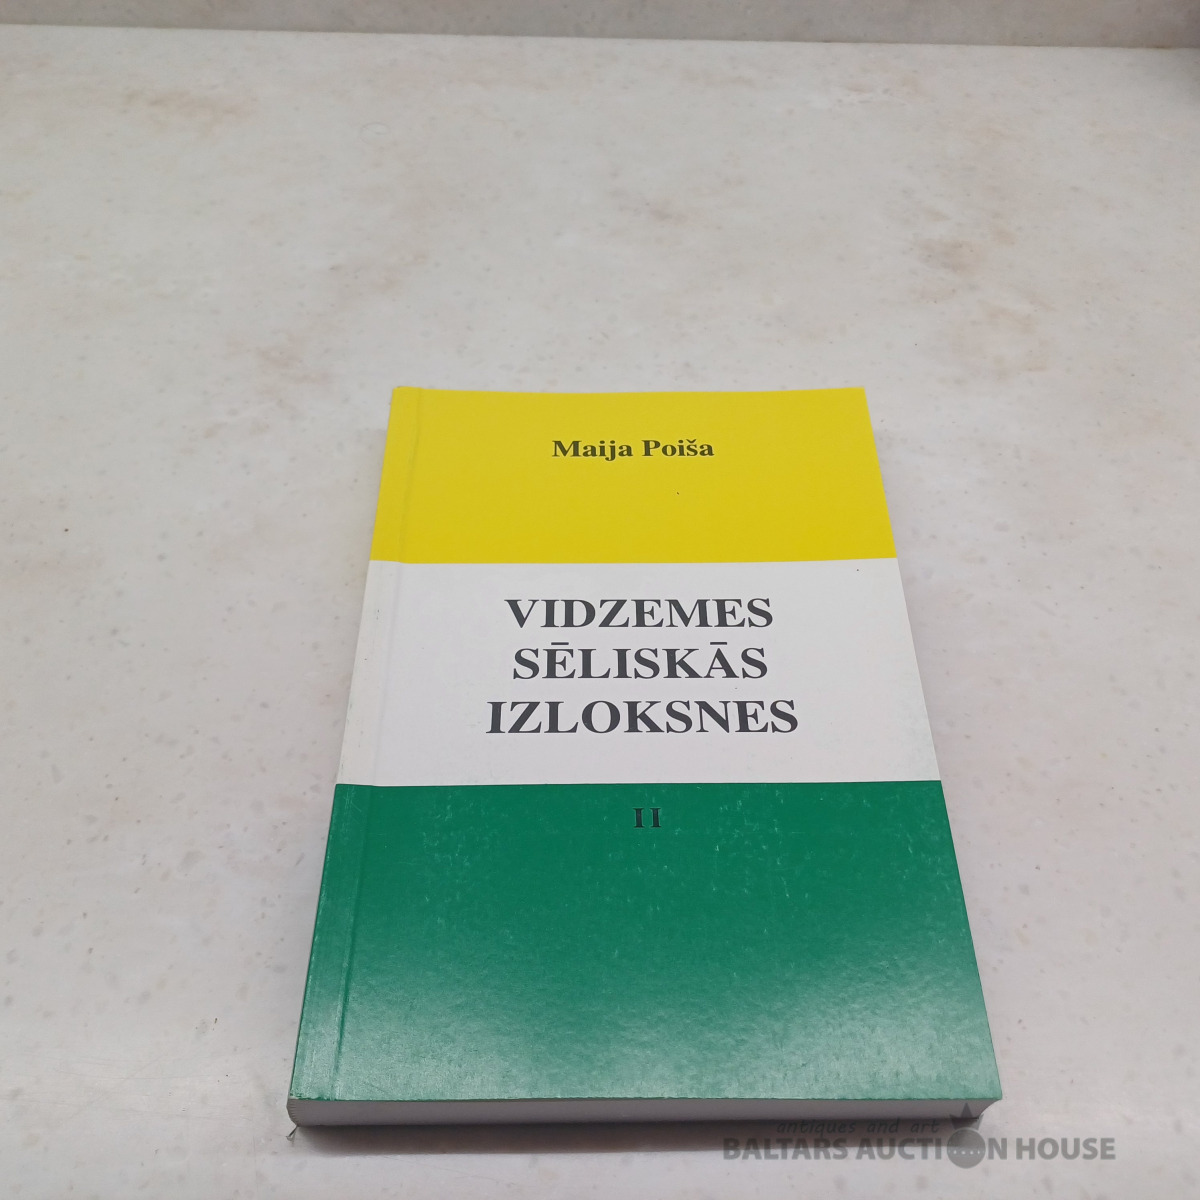 Maija Poiša
VIDZEMES
SĒLISKĀS
IZLOKSNES
II
antiques and art
BALTARS AUCTION HOUSE